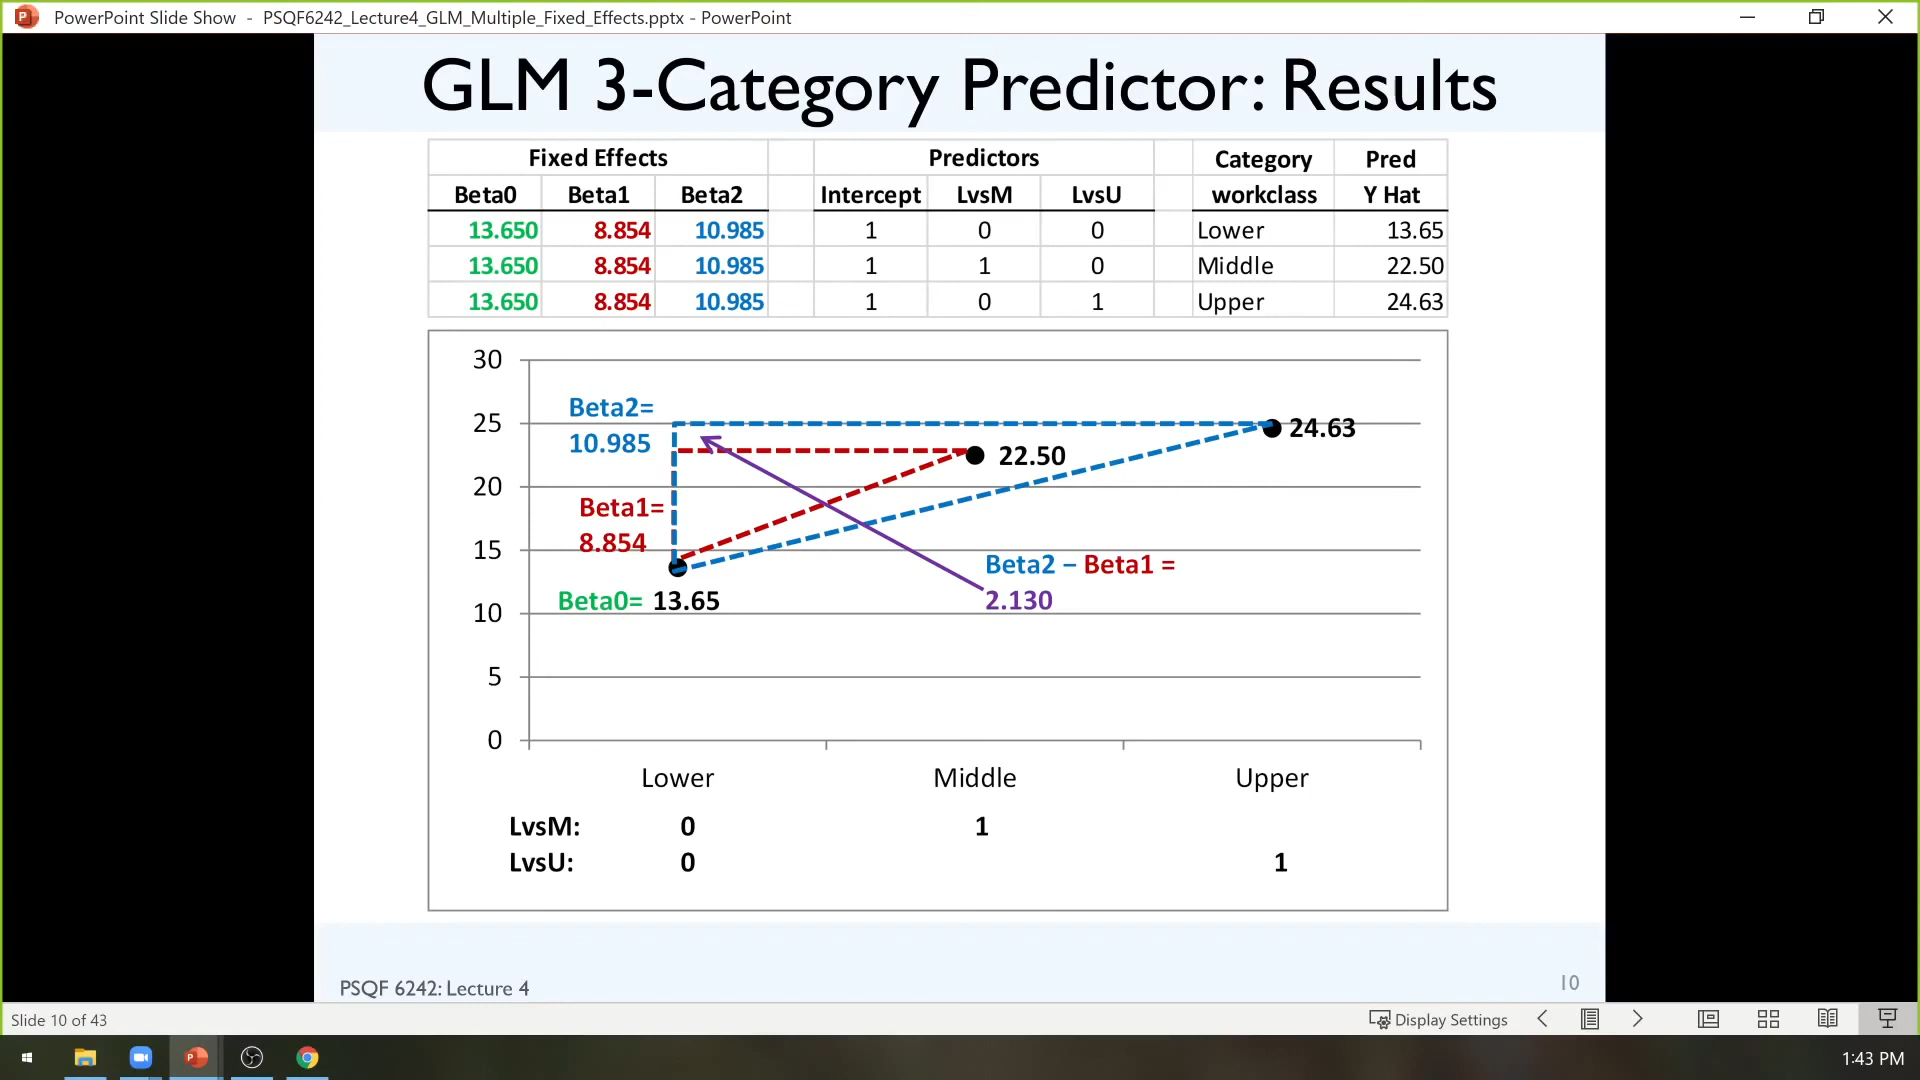 PowerPoint Slide Show - PSQF6242_Lecture4_GLM_Multiple_Fixed_Effects.pptx - PowerPoint
GLM 3-Category Predictor: Results
Fixed Effects Predictors Category Pred
Beta0 Beta1 Beta2 Intercept LvsM LvsU workclass Y Hat
13.650 8.854 10.985 1 0 0 Lower 13.65
13.650 8.854 10.985 1 1 0 Middle 22.50
13.650 8.854 10.985 1 0 1 Upper 24.63
30
25
20
15
10
5
0
Beta2=
10.985
24.63
22.50
Beta1=
8.854
Beta2 – Beta1 =
2.130
Beta0= 13.65
Lower Middle Upper
LvsM: 0 1
LvsU: 0 1
PSQF 6242: Lecture 4
10
Slide 10 of 43
Display Settings
1:43 PM